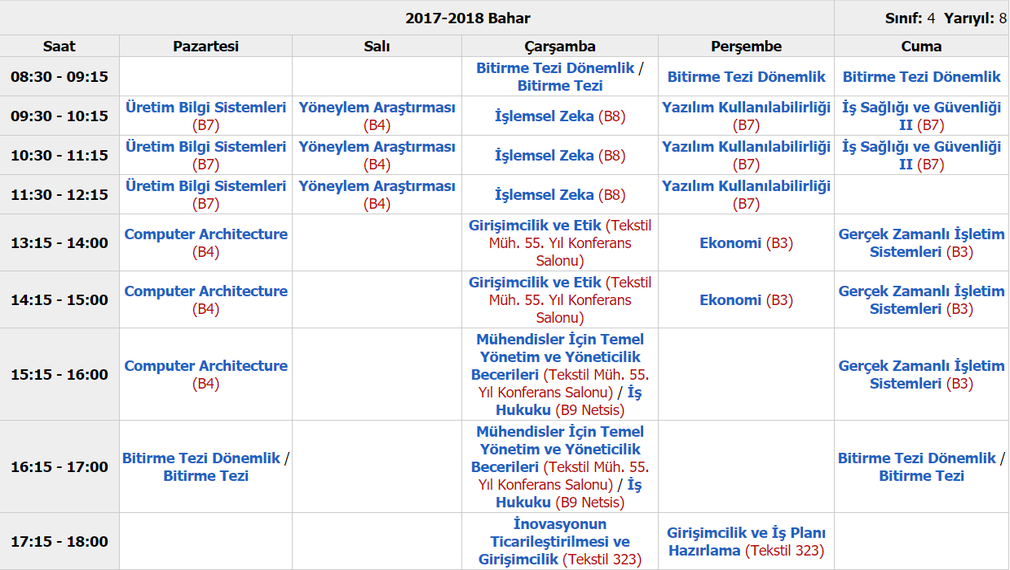 2017-2018 Bahar
Sınıf: 4 Yarıyıl: 8
Saat Pazartesi Salı Çarşamba Perşembe Cuma
08:30 - 09:15
Bitirme Tezi Dönemlik /
Bitirme Tezi
Bitirme Tezi Dönemlik
Bitirme Tezi Dönemlik
09:30 - 10:15
Üretim Bilgi Sistemleri
(B7)
Yöneylem Araştırması
(B4)
İşlemsel Zeka (B8)
Yazılım Kullanılabilirliği
(B7)
İş Sağlığı ve Güvenliği
II (B7)
10:30 - 11:15
Üretim Bilgi Sistemleri
(B7)
Yöneylem Araştırması
(B4)
İşlemsel Zeka (B8)
Yazılım Kullanılabilirliği
(B7)
İş Sağlığı ve Güvenliği
II (B7)
11:30 - 12:15
Üretim Bilgi Sistemleri
(B7)
Yöneylem Araştırması
(B4)
İşlemsel Zeka (B8)
Yazılım Kullanılabilirliği
(B7)
13:15 - 14:00
Computer Architecture
(B4)
Girişimcilik ve Etik (Tekstil
Müh. 55. Yıl Konferans
Salonu)
Ekonomi (B3)
Gerçek Zamanlı İşletim
Sistemleri (B3)
14:15 - 15:00
Computer Architecture
(B4)
Girişimcilik ve Etik (Tekstil
Müh. 55. Yıl Konferans
Salonu)
Ekonomi (B3)
Gerçek Zamanlı İşletim
Sistemleri (B3)
15:15 - 16:00
Computer Architecture
(B4)
Mühendisler İçin Temel
Yönetim ve Yöneticilik
Becerileri (Tekstil Müh. 55.
Yıl Konferans Salonu) / İş
Hukuku (B9 Netsis)
Gerçek Zamanlı İşletim
Sistemleri (B3)
16:15 - 17:00
Bitirme Tezi Dönemlik /
Bitirme Tezi
Mühendisler İçin Temel
Yönetim ve Yöneticilik
Becerileri (Tekstil Müh. 55.
Yıl Konferans Salonu) / İş
Hukuku (B9 Netsis)
Bitirme Tezi Dönemlik /
Bitirme Tezi
17:15 - 18:00
İnovasyonun
Ticarileştirilmesi ve
Girişimcilik (Tekstil 323)
Girişimcilik ve İş Planı
Hazırlama (Tekstil 323)